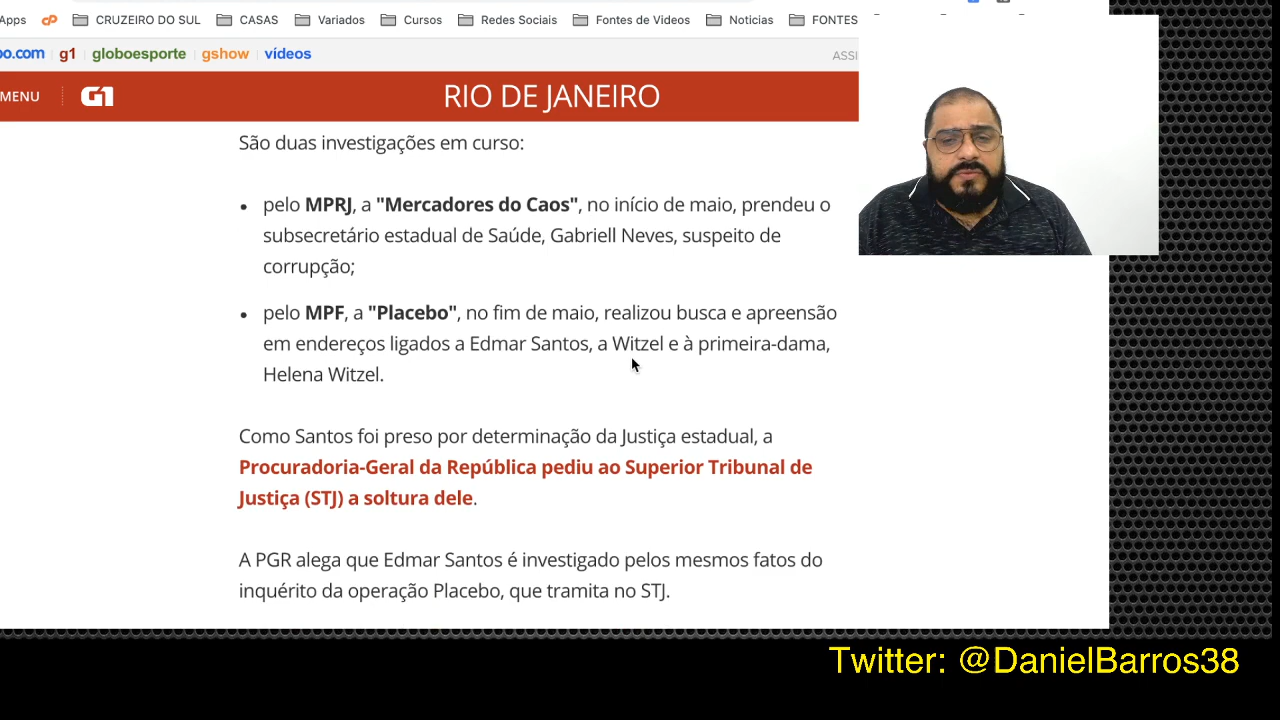 Apps CRUZEIRO DO SUL CASAS Variados Cursos Redes Sociais Fontes de Videos Noticias FONTES
bo.com g1 globoesporte gshow vídeos ASSI
MENU G1 RIO DE JANEIRO
São duas investigações em curso:
• pelo MPRJ, a "Mercadores do Caos", no início de maio, prendeu o
subsecretário estadual de Saúde, Gabriell Neves, suspeito de
corrupção;
• pelo MPF, a "Placebo", no fim de maio, realizou busca e apreensão
em endereços ligados a Edmar Santos, a Witzel e à primeira-dama,
Helena Witzel.
Como Santos foi preso por determinação da Justiça estadual, a
Procuradoria-Geral da República pediu ao Superior Tribunal de
Justiça (STJ) a soltura dele.
A PGR alega que Edmar Santos é investigado pelos mesmos fatos do
inquérito da operação Placebo, que tramita no STJ.
Twitter: @DanielBarros38